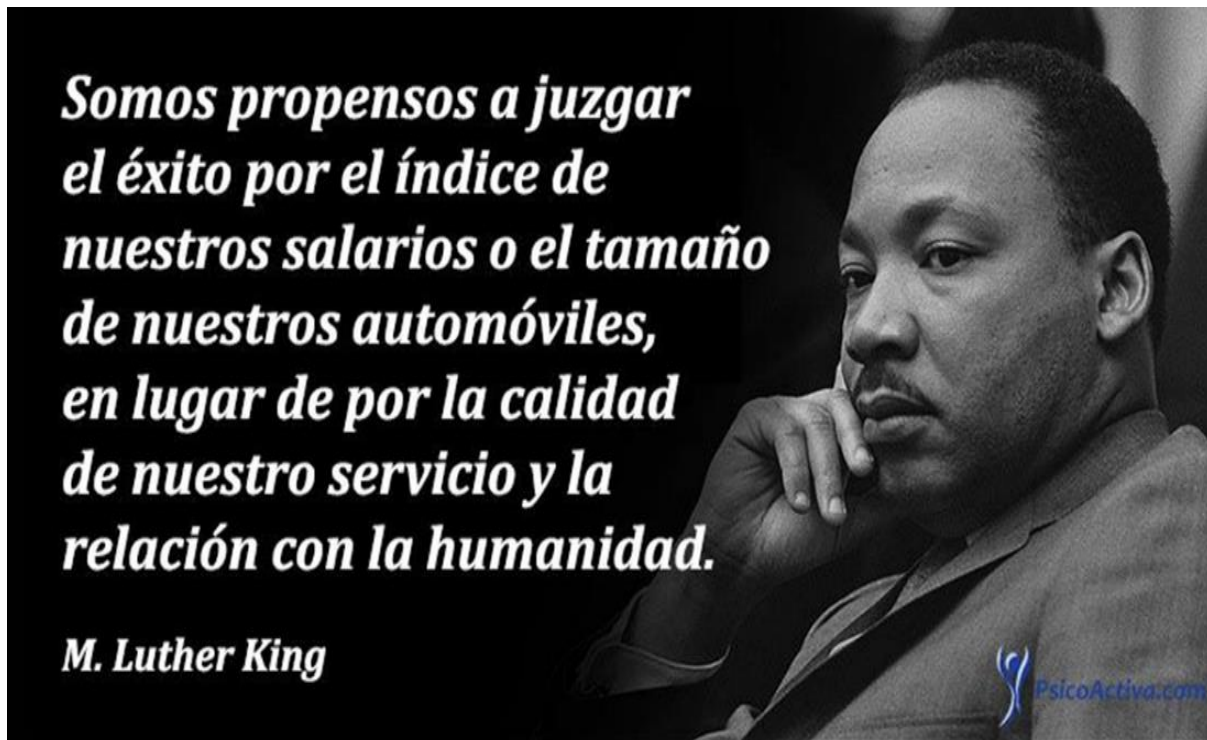 Somos propensos a juzgar
el éxito por el índice de
nuestros salarios o el tamaño
de nuestros automóviles,
en lugar de por la calidad
de nuestro servicio y la
relación con la humanidad.
M. Luther King
PsicoActiva.com